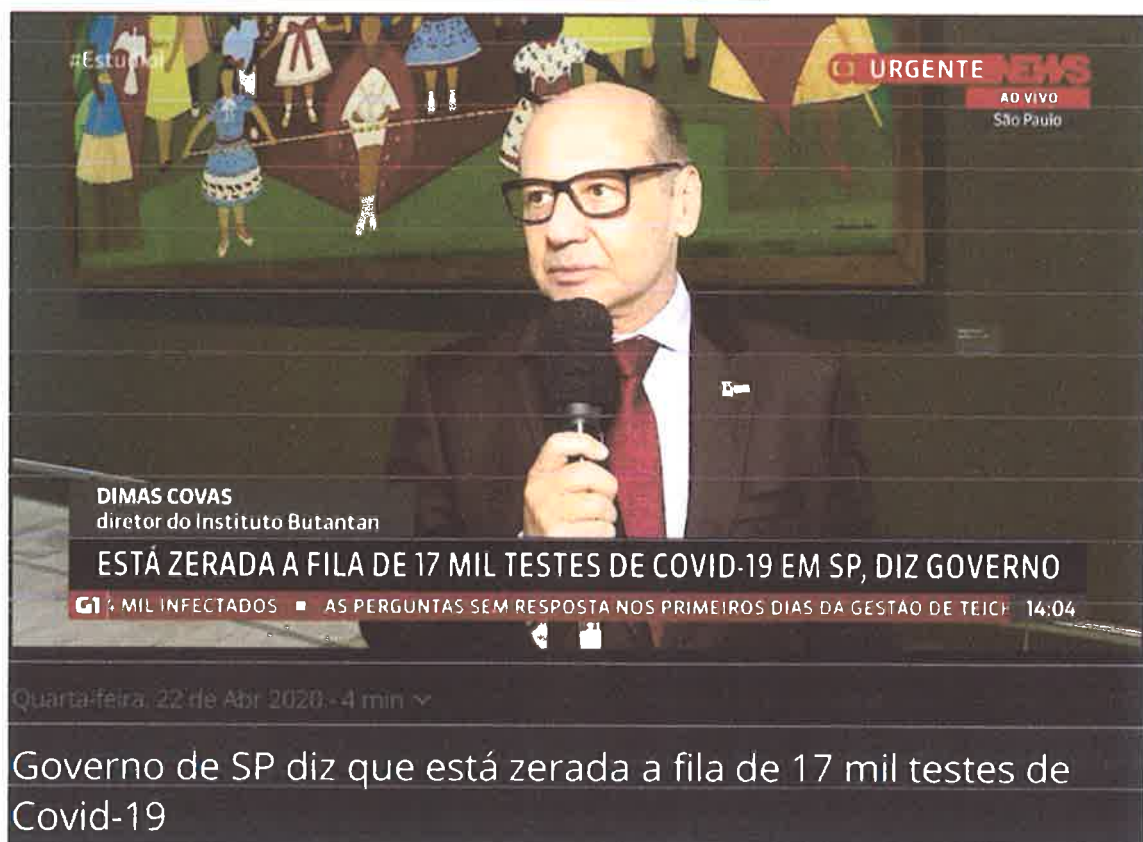 #Estúdioi
URGENTE NEWS
AO VIVO
São Paulo
DIMAS COVAS
diretor do Instituto Butantan
ESTÁ ZERADA A FILA DE 17 MIL TESTES DE COVID-19 EM SP, DIZ GOVERNO
G1 4 MIL INFECTADOS ■ AS PERGUNTAS SEM RESPOSTA NOS PRIMEIROS DIAS DA GESTÃO DE TEICH 14:04
Quarta-feira, 22 de Abr 2020 - 4 min
Governo de SP diz que está zerada a fila de 17 mil testes de
Covid-19